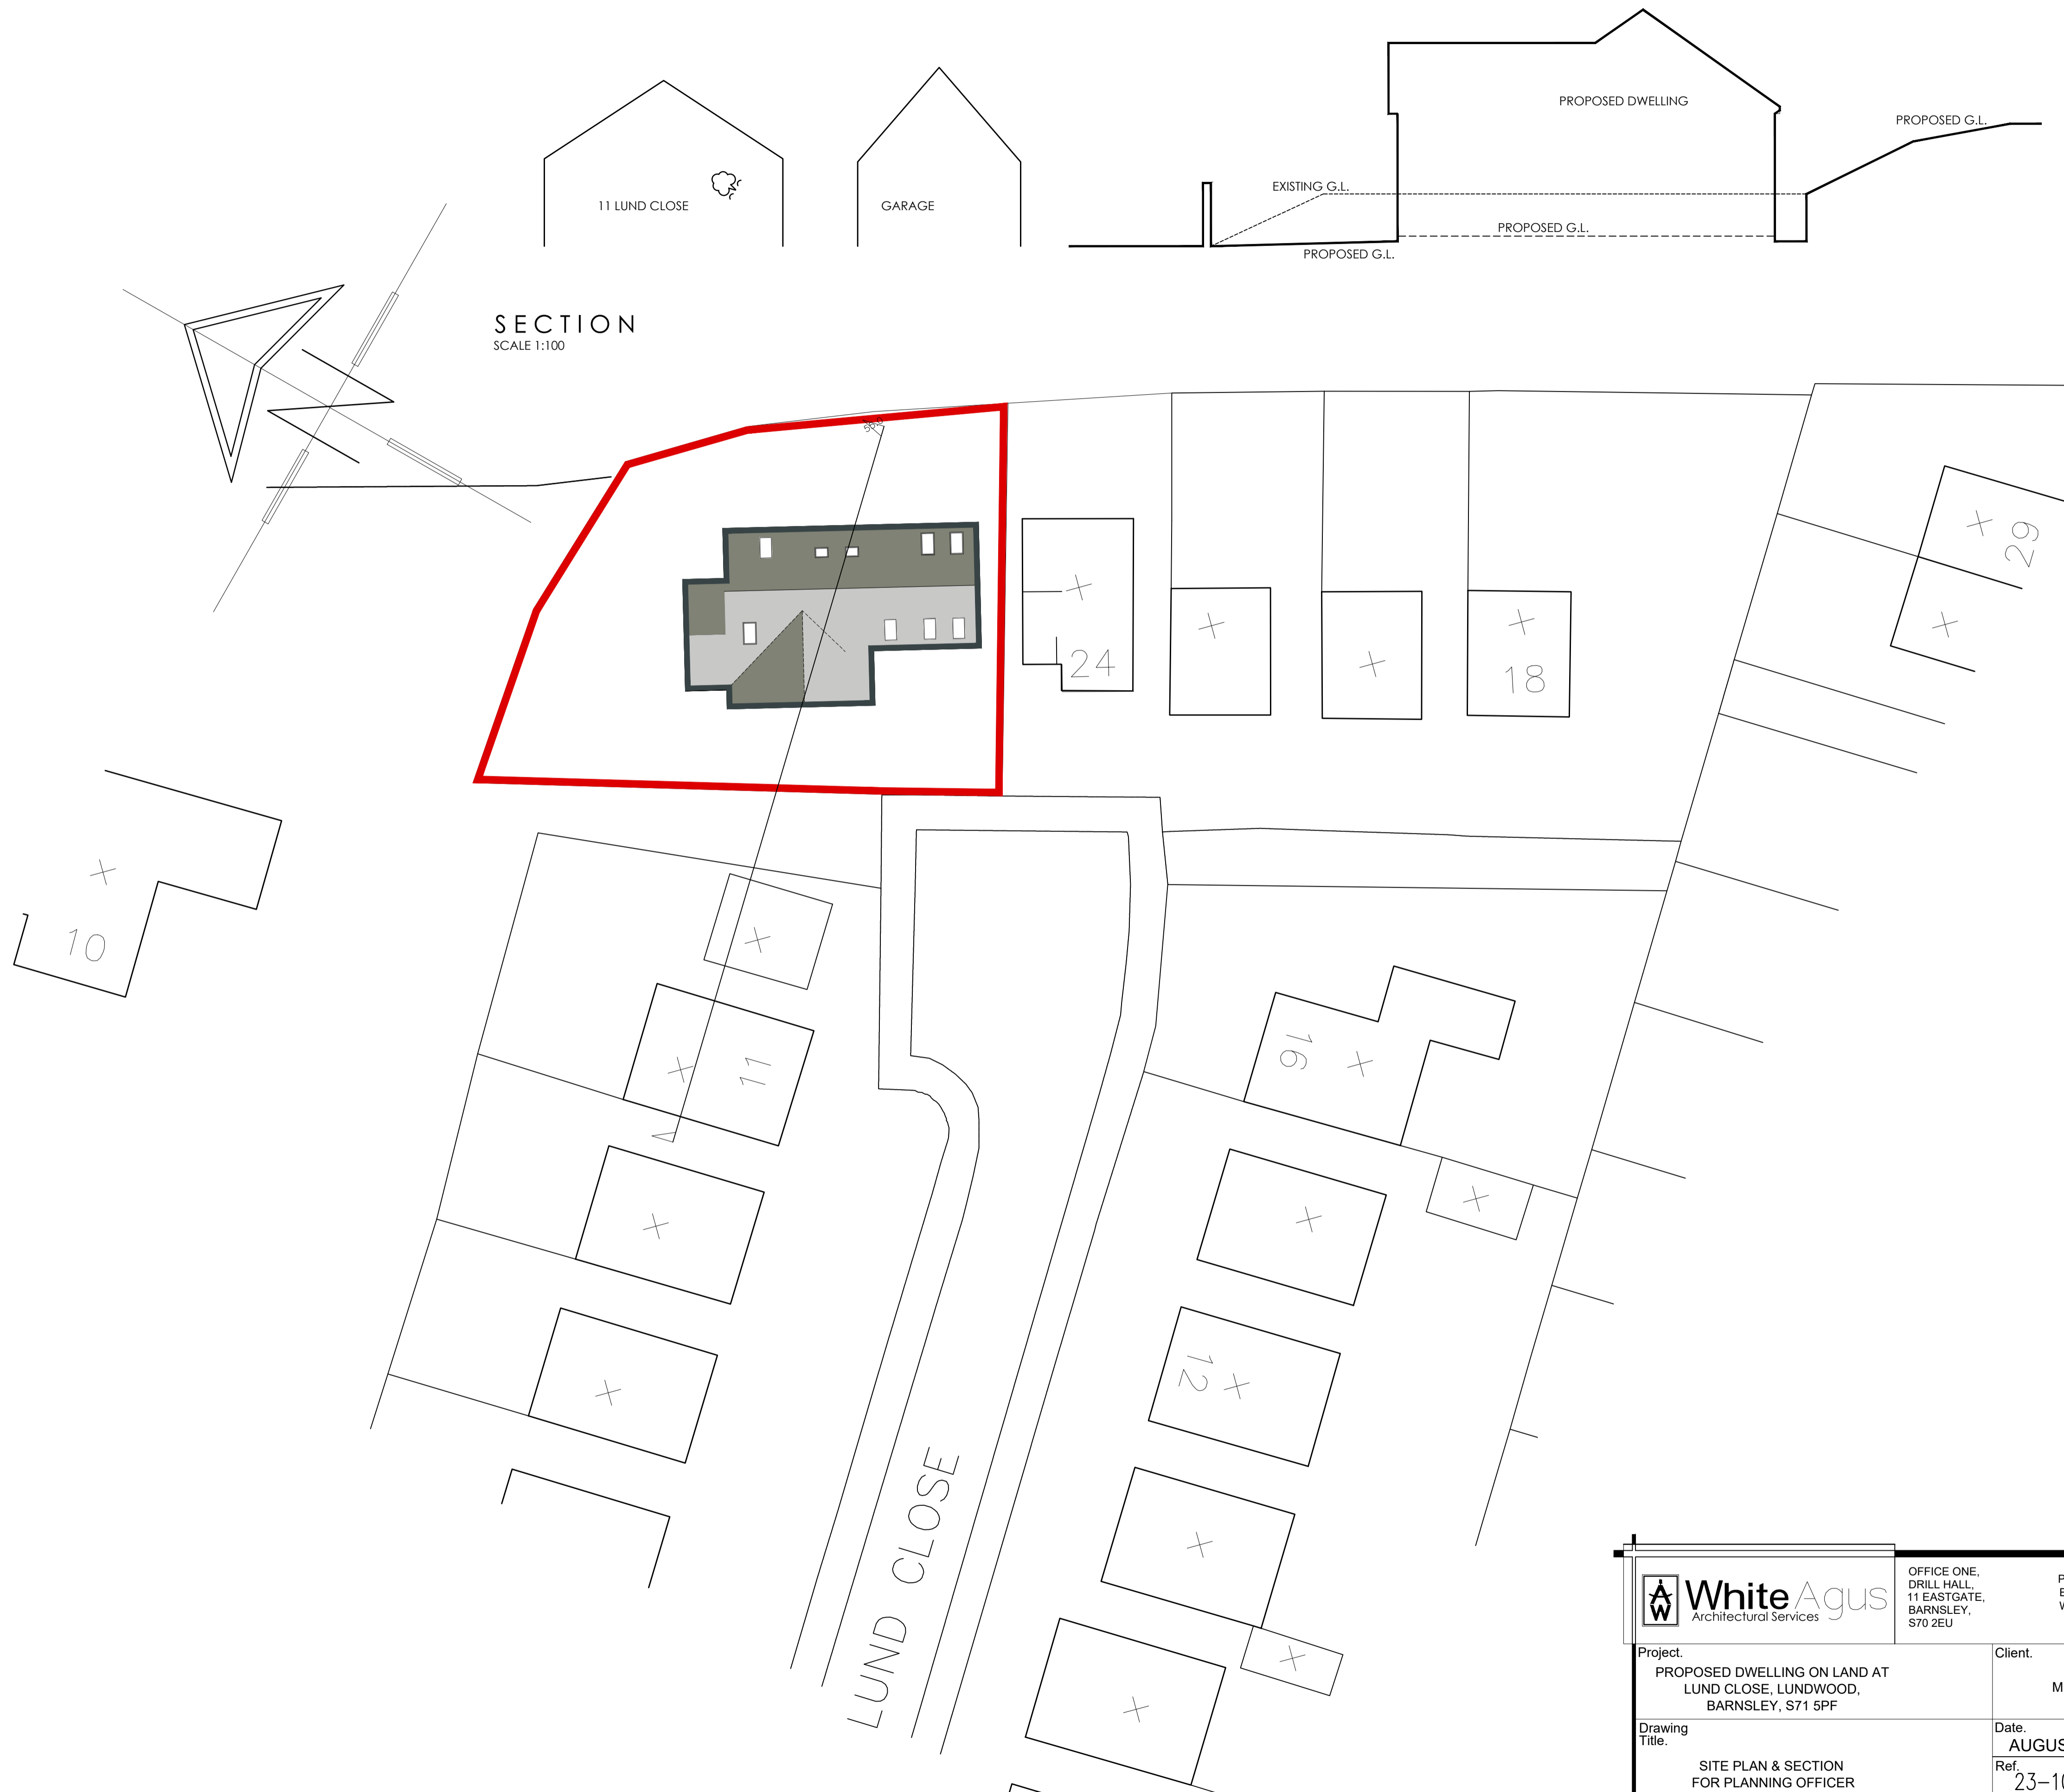 PROPOSED DWELLING
PROPOSED G.L.
EXISTING G.L.
11 LUND CLOSE
GARAGE
PROPOSED G.L.
PROPOSED G.L.
SECTION
SCALE 1:100
29
24
18
10
11
16
12
LUND CLOSE
White Agus
Architectural Services
OFFICE ONE,
DRILL HALL,
11 EASTGATE,
BARNSLEY,
S70 2EU
Project.
PROPOSED DWELLING ON LAND AT
LUND CLOSE, LUNDWOOD,
BARNSLEY, S71 5PF
Client.
Drawing
Title.
SITE PLAN & SECTION
FOR PLANNING OFFICER
Date.
Ref.